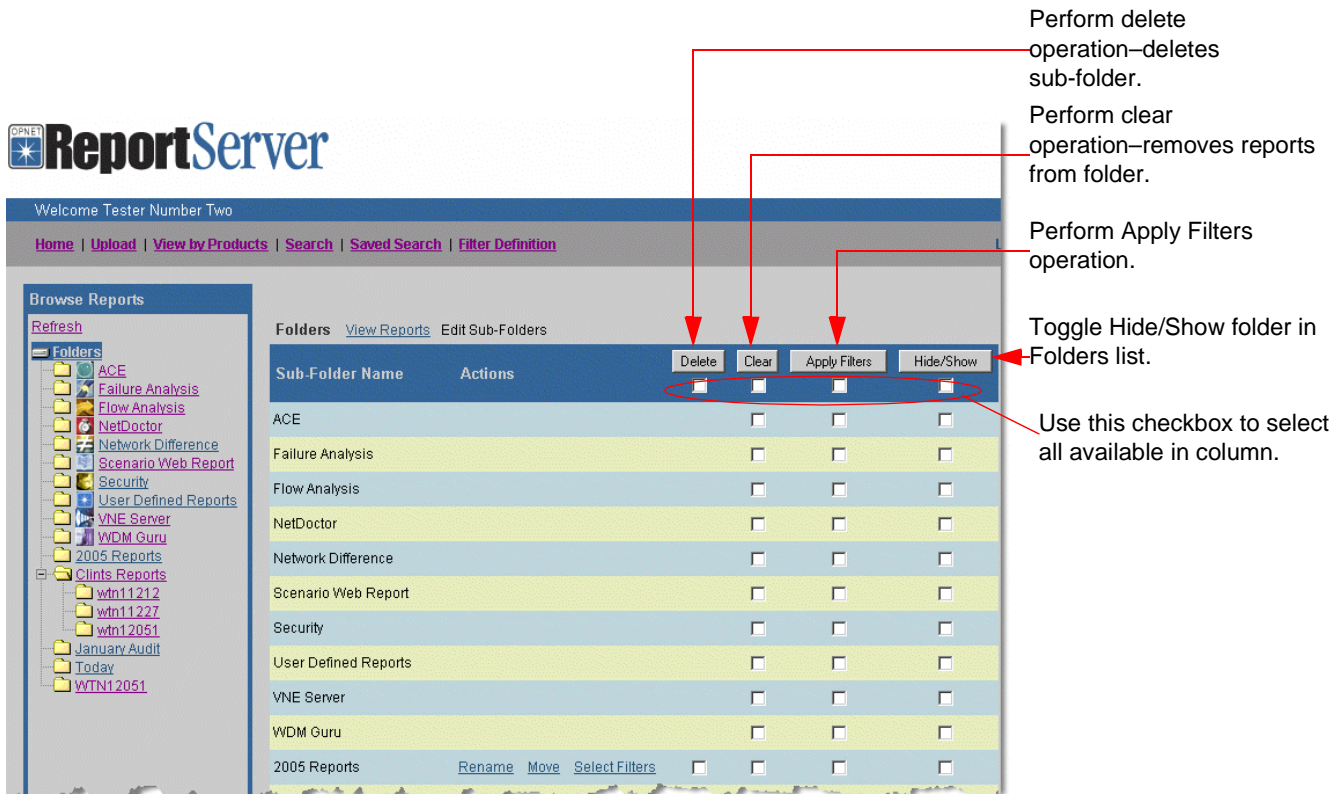 Perform delete
operation–deletes
sub-folder.
Perform clear
operation–removes reports
from folder.
Perform Apply Filters
operation.
Toggle Hide/Show folder in
Folders list.
Use this checkbox to select
all available in column.
OPNET
ReportServer
Welcome Tester Number Two
Home | Upload | View by Products | Search | Saved Search | Filter Definition
L
Browse Reports
Refresh
Folders
ACE
Failure Analysis
Flow Analysis
NetDoctor
Network Difference
Scenario Web Report
Security
User Defined Reports
VNE Server
WDM Guru
2005 Reports
Clints Reports
wtn11212
wtn11227
wtn12051
January Audit
Today
WTN12051
Folders View Reports Edit Sub-Folders
Sub-Folder Name Actions Delete Clear Apply Filters Hide/Show
ACE
Failure Analysis
Flow Analysis
NetDoctor
Network Difference
Scenario Web Report
Security
User Defined Reports
VNE Server
WDM Guru
2005 Reports Rename Move Select Filters